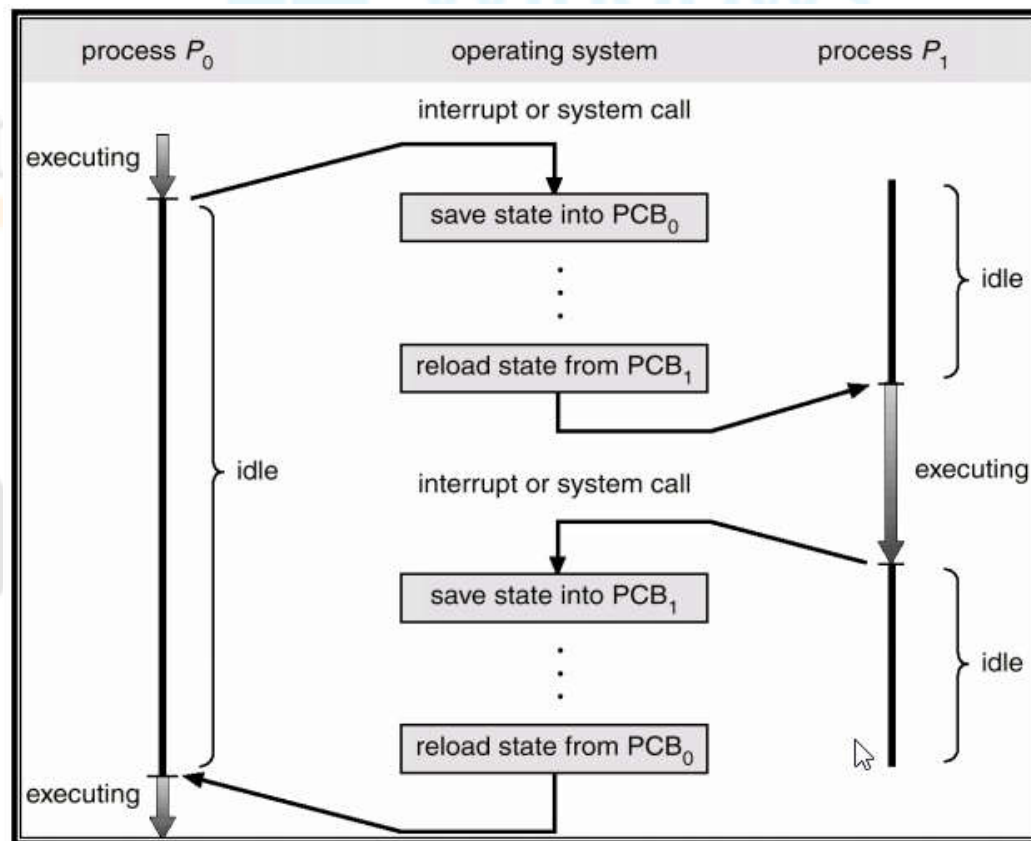 process P0
operating system
process P1
interrupt or system call
executing
save state into PCB0
idle
reload state from PCB1
idle
executing
interrupt or system call
save state into PCB1
idle
reload state from PCB0
executing